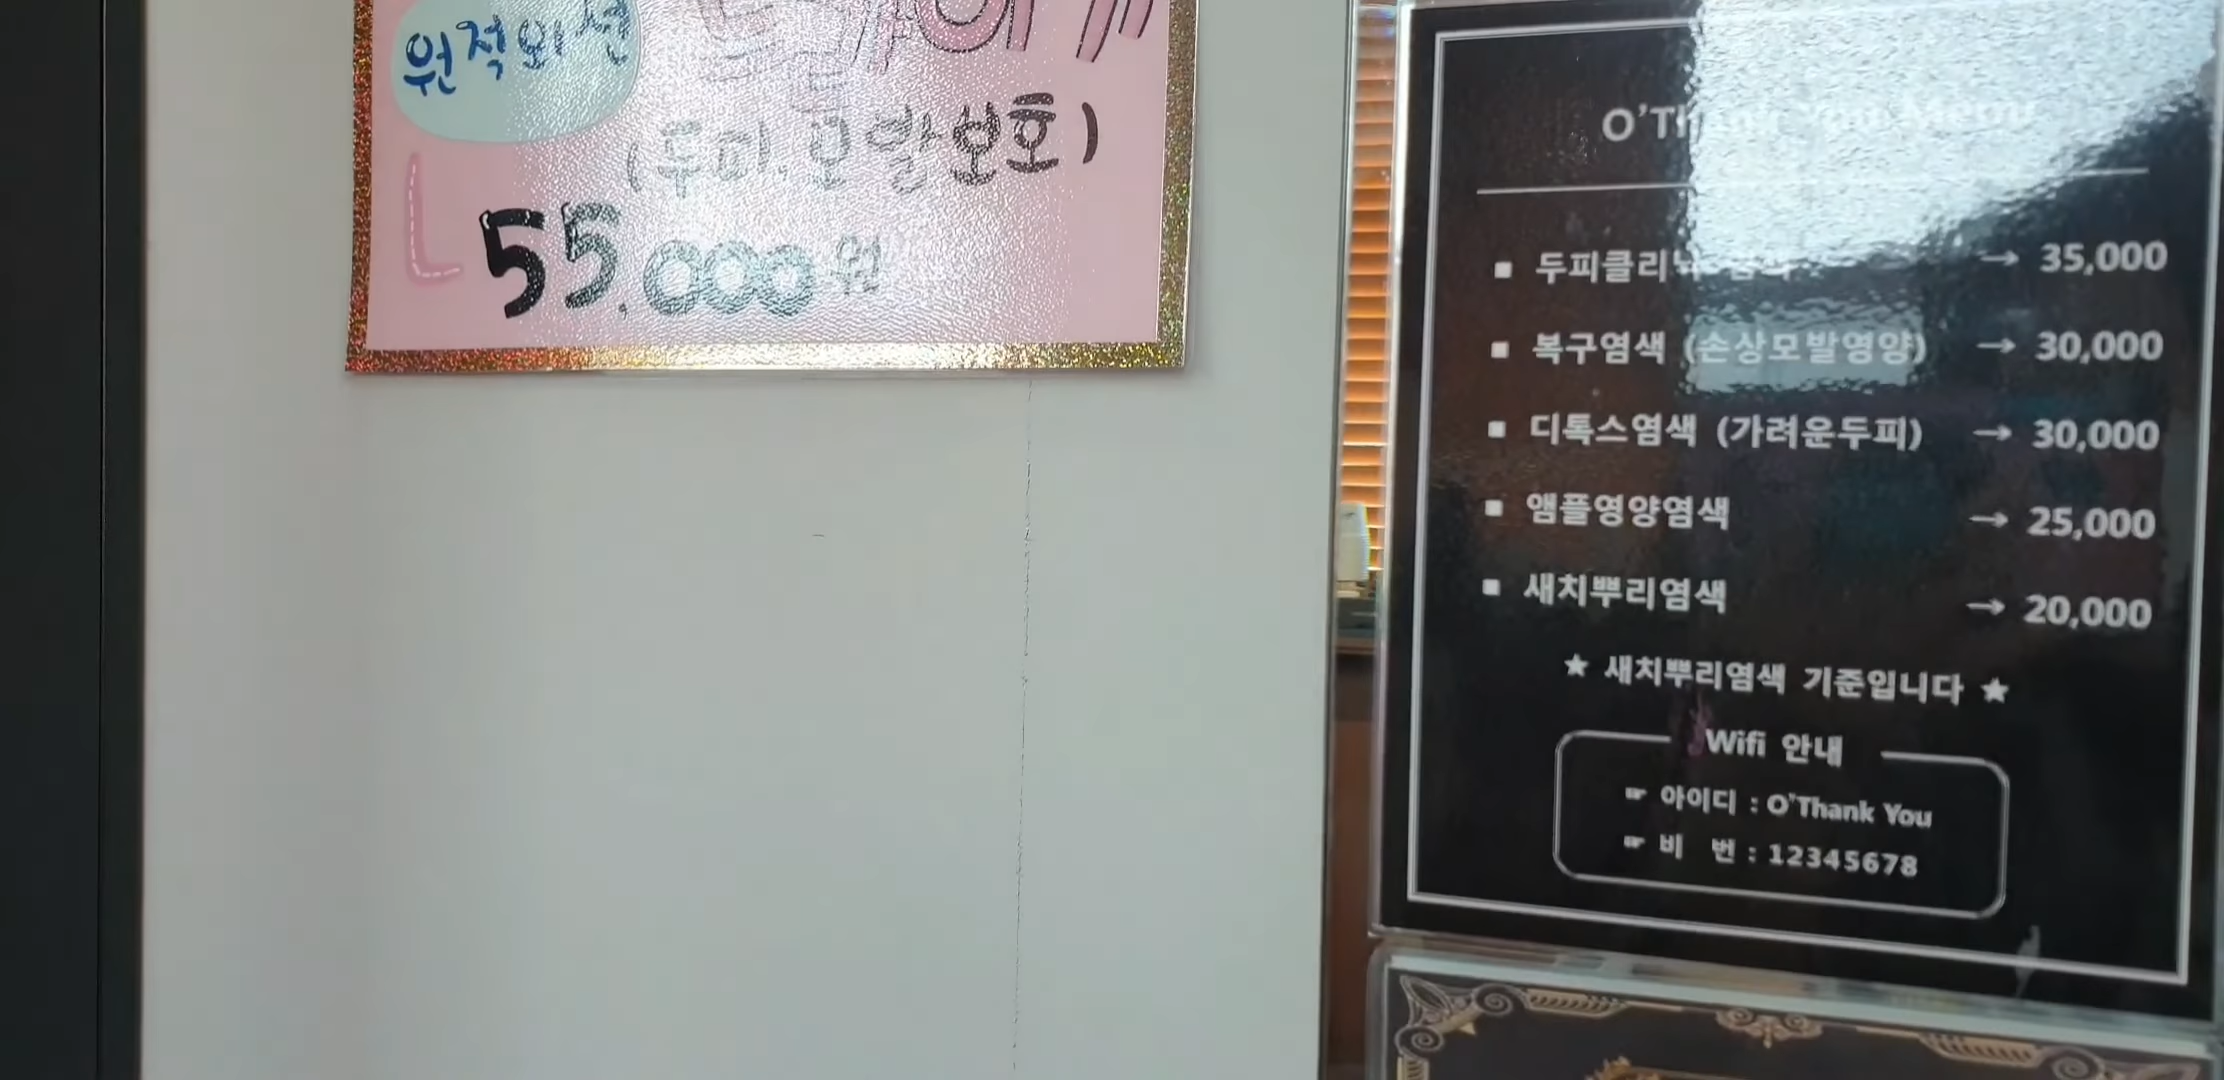 원적외선
(두피.모발보호)
55,000원
O'Thank You Menu
■ 두피클리닉 염색 → 35,000
■ 복구염색 (손상모발영양) → 30,000
■ 디톡스염색 (가려운두피) → 30,000
■ 앰플영양염색 → 25,000
■ 새치뿌리염색 → 20,000
★ 새치뿌리염색 기준입니다 ★
Wifi 안내
☞ 아이디 : O'Thank You
☞ 비 번 : 12345678